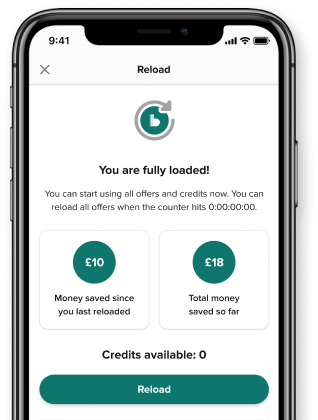 9:41
Reload
b
You are fully loaded!
You can start using all offers and credits now. You can
reload all offers when the counter hits 0:00:00:00.
£10
£18
Money saved since
you last reloaded
Total money
saved so far
Credits available: 0
Reload